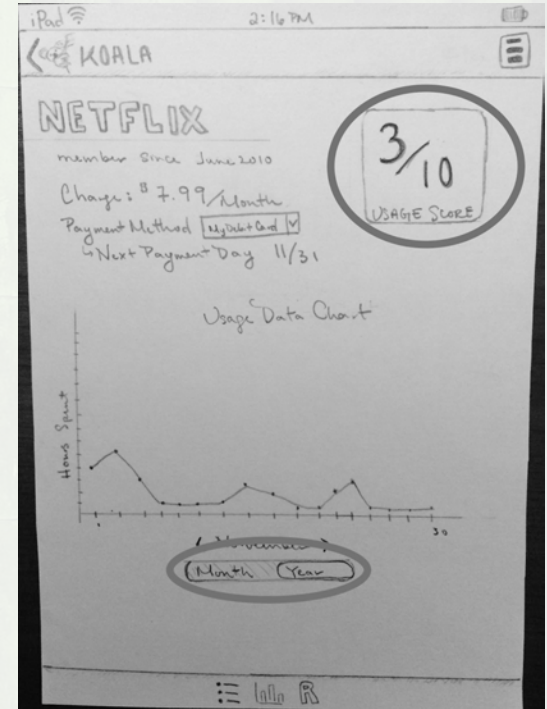 iPad 2:16 PM
KOALA
NETFLIX
member since June 2010
3/10
USAGE SCORE
Charge: $7.99/Month
Payment Method My Debit Card
↳ Next Payment Day 11/31
Usage Data Chart
Hours Spent
1 30
Month Year
R